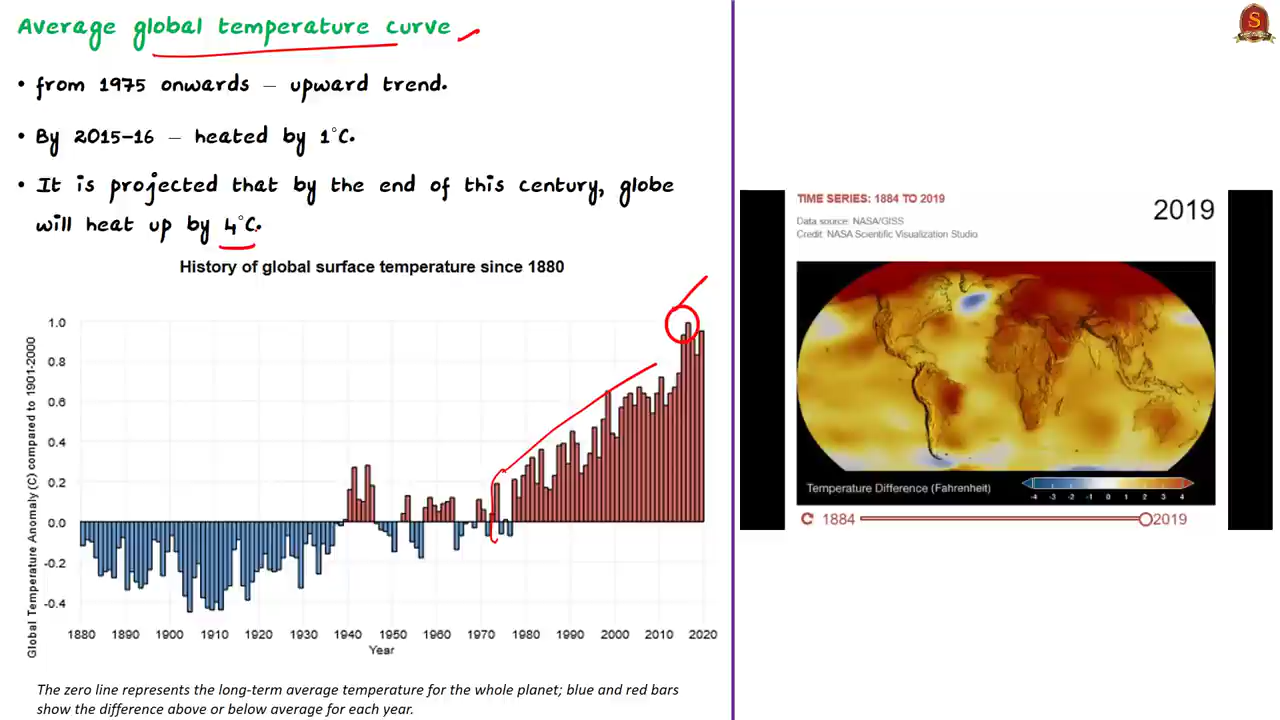 Average global temperature curve
• from 1975 onwards – upward trend.
• By 2015-16 – heated by 1°C.
• It is projected that by the end of this century, globe
will heat up by 4°C.
History of global surface temperature since 1880
Global Temperature Anomaly (C) compared to 1901-2000
1.0
0.8
0.6
0.4
0.2
0.0
-0.2
-0.4
1880 1890 1900 1910 1920 1930 1940 1950 1960 1970 1980 1990 2000 2010 2020
Year
The zero line represents the long-term average temperature for the whole planet; blue and red bars
show the difference above or below average for each year.
S
TIME SERIES: 1884 TO 2019
2019
Data source: NASA/GISS
Credit: NASA Scientific Visualization Studio
Temperature Difference (Fahrenheit)
-4 -3 -2 -1 0 1 2 3 4
1884 2019